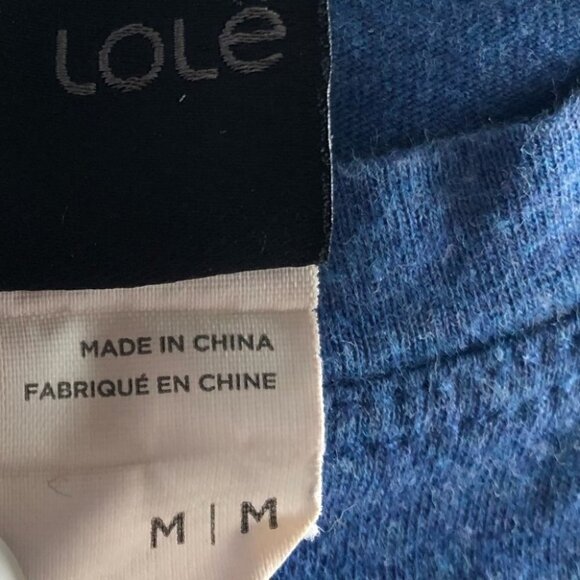 Lolë
MADE IN CHINA
FABRIQUÉ EN CHINE
M | M